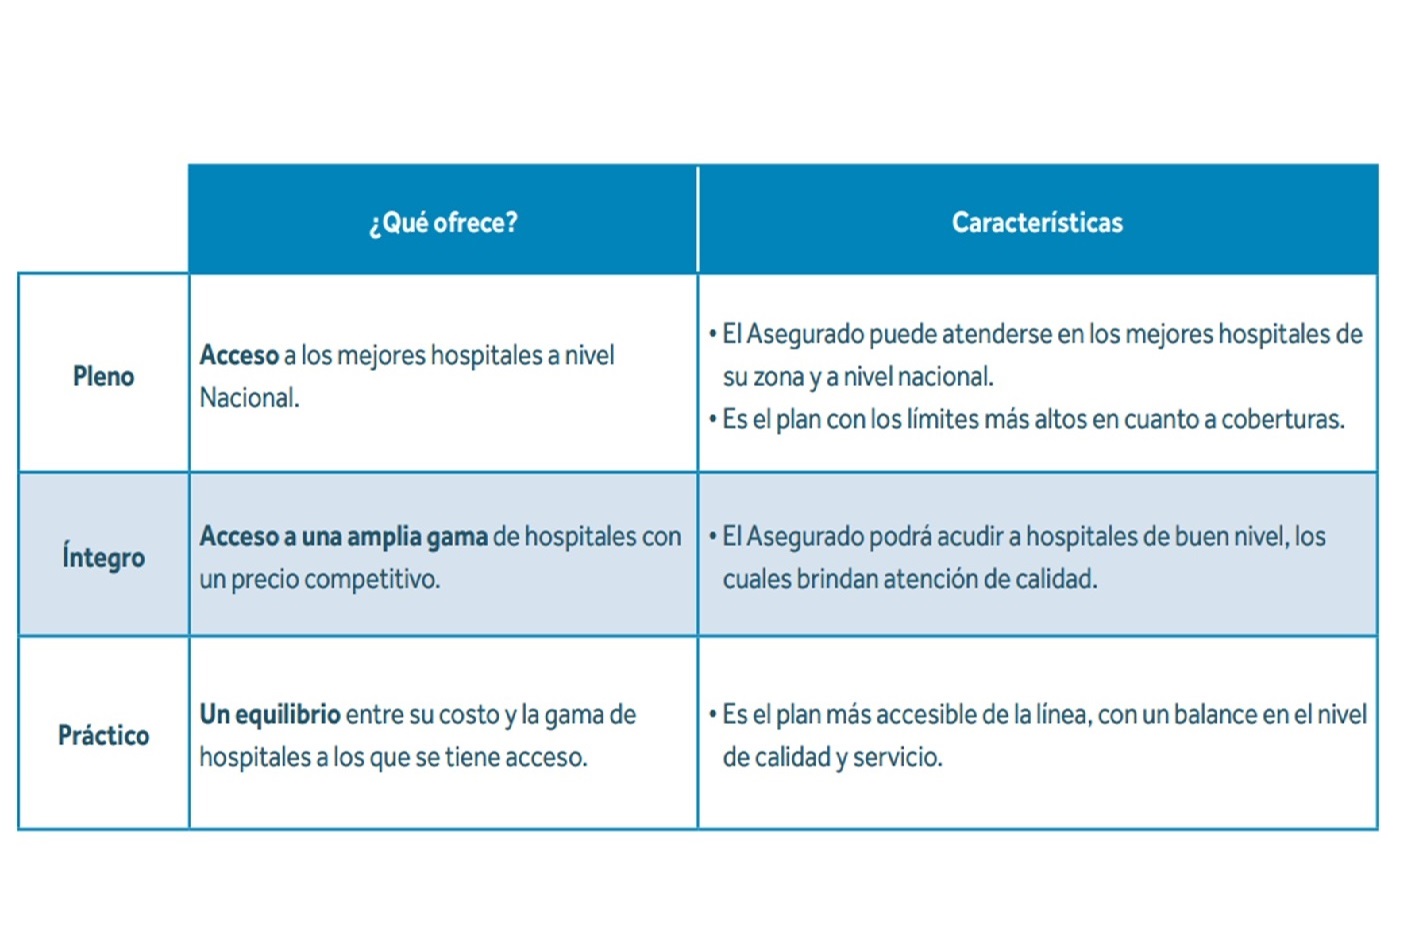 ¿Qué ofrece?
Características
Pleno
Acceso a los mejores hospitales a nivel
Nacional.
• El Asegurado puede atenderse en los mejores hospitales de
su zona y a nivel nacional.
• Es el plan con los límites más altos en cuanto a coberturas.
Íntegro
Acceso a una amplia gama de hospitales con
un precio competitivo.
• El Asegurado podrá acudir a hospitales de buen nivel, los
cuales brindan atención de calidad.
Práctico
Un equilibrio entre su costo y la gama de
hospitales a los que se tiene acceso.
• Es el plan más accesible de la línea, con un balance en el nivel
de calidad y servicio.